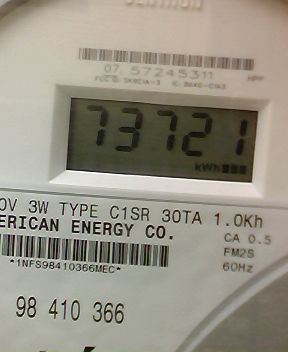 07 57245311
HPF
73721
kWh
0V 3W TYPE C1SR 30TA 1.0Kh
ERICAN ENERGY CO.
CA 0.5
FM2S
*1NFS98410366MEC*
60Hz
98 410 366